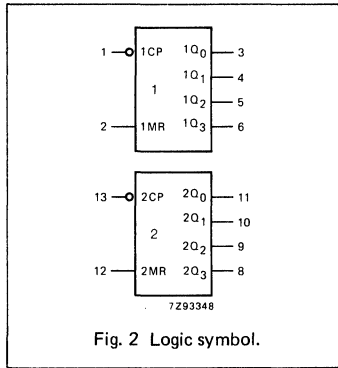 1 1CP 1Q0 3
1Q1 4
1 1Q2 5
2 1MR 1Q3 6
13 2CP 2Q0 11
2Q1 10
2 2Q2 9
12 2MR 2Q3 8
7Z93348
Fig. 2 Logic symbol.